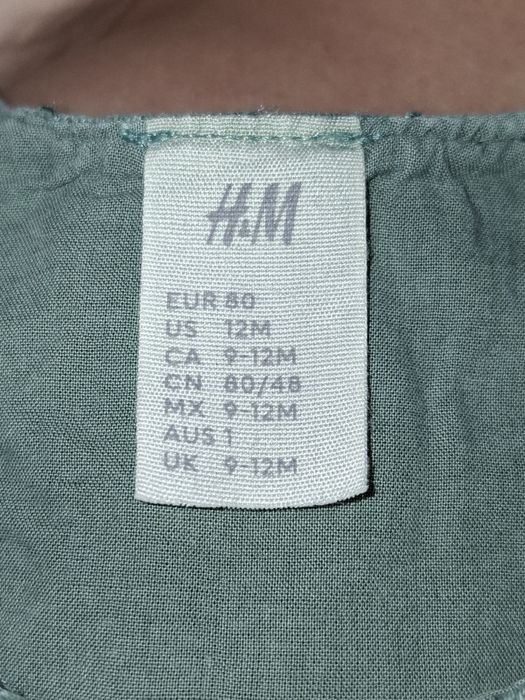 H&M
EUR 80
US 12M
CA 9-12M
CN 80/48
MX 9-12M
AUS 1
UK 9-12M